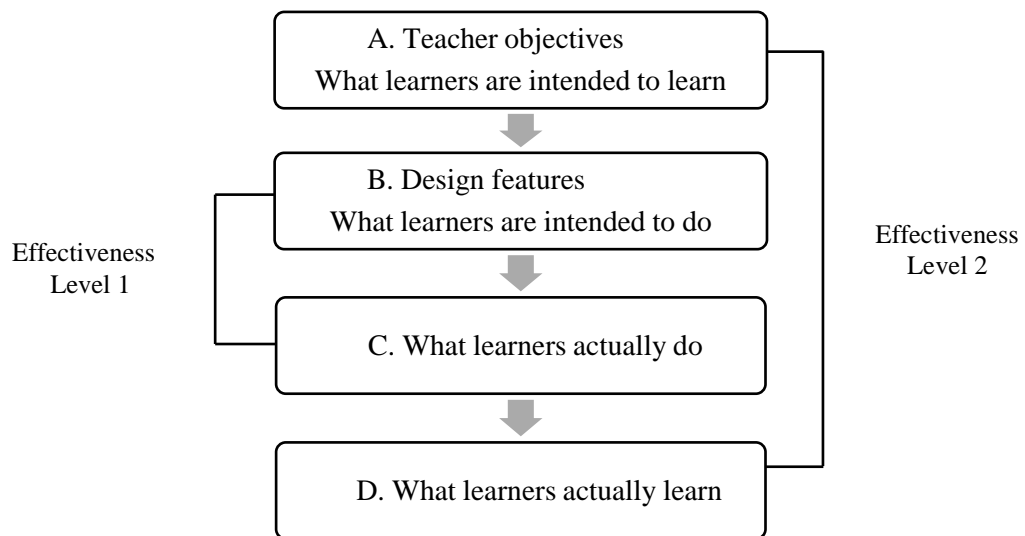 A. Teacher objectives
What learners are intended to learn
B. Design features
What learners are intended to do
Effectiveness
Level 1
Effectiveness
Level 2
C. What learners actually do
D. What learners actually learn